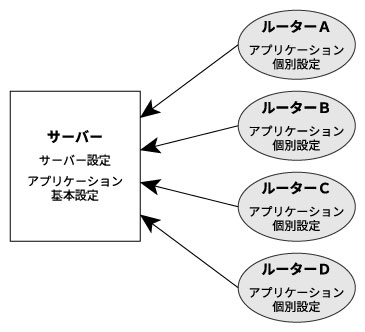 サーバー
サーバー設定
アプリケーション
基本設定
ルーターA
アプリケーション
個別設定
ルーターB
アプリケーション
個別設定
ルーターC
アプリケーション
個別設定
ルーターD
アプリケーション
個別設定